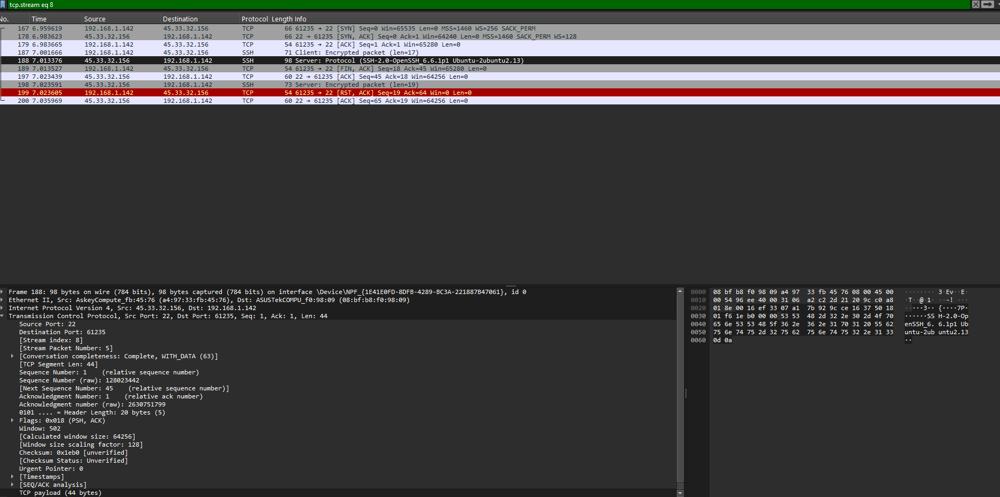 tcp.stream eq 8
No. Time Source Destination Protocol Length Info
167 6.959619 192.168.1.142 45.33.32.156 TCP 66 61235 → 22 [SYN] Seq=0 Win=65535 Len=0 MSS=1460 WS=256 SACK_PERM
178 6.983623 45.33.32.156 192.168.1.142 TCP 66 22 → 61235 [SYN, ACK] Seq=0 Ack=1 Win=64240 Len=0 MSS=1460 SACK_PERM WS=128
179 6.983665 192.168.1.142 45.33.32.156 TCP 54 61235 → 22 [ACK] Seq=1 Ack=1 Win=65280 Len=0
187 7.001666 192.168.1.142 45.33.32.156 SSH 71 Client: Encrypted packet (len=17)
188 7.013376 45.33.32.156 192.168.1.142 SSH 98 Server: Protocol (SSH-2.0-OpenSSH_6.6.1p1 Ubuntu-2ubuntu2.13)
189 7.013527 192.168.1.142 45.33.32.156 TCP 54 61235 → 22 [FIN, ACK] Seq=18 Ack=45 Win=65280 Len=0
197 7.023439 45.33.32.156 192.168.1.142 TCP 60 22 → 61235 [ACK] Seq=45 Ack=18 Win=64256 Len=0
198 7.023591 45.33.32.156 192.168.1.142 SSH 73 Server: Encrypted packet (len=19)
199 7.023605 192.168.1.142 45.33.32.156 TCP 54 61235 → 22 [RST, ACK] Seq=19 Ack=64 Win=0 Len=0
200 7.035969 45.33.32.156 192.168.1.142 TCP 60 22 → 61235 [ACK] Seq=65 Ack=19 Win=64256 Len=0
Frame 188: 98 bytes on wire (784 bits), 98 bytes captured (784 bits) on interface \Device\NPF_{1E41E0FD-8DFB-4289-BC3A-221887B47061}, id 0
Ethernet II, Src: AskeyCompute_fb:45:76 (a4:97:33:fb:45:76), Dst: ASUSTekCOMPU_f0:98:09 (08:bf:b8:f0:98:09)
Internet Protocol Version 4, Src: 45.33.32.156, Dst: 192.168.1.142
Transmission Control Protocol, Src Port: 22, Dst Port: 61235, Seq: 1, Ack: 1, Len: 44
Source Port: 22
Destination Port: 61235
[Stream index: 8]
[Stream Packet Number: 5]
[Conversation completeness: Complete, WITH_DATA (63)]
[TCP Segment Len: 44]
Sequence Number: 1 (relative sequence number)
Sequence Number (raw): 128023442
[Next Sequence Number: 45 (relative sequence number)]
Acknowledgment Number: 1 (relative ack number)
Acknowledgment number (raw): 2630751799
0101 .... = Header Length: 20 bytes (5)
Flags: 0x018 (PSH, ACK)
Window: 502
[Calculated window size: 64256]
[Window size scaling factor: 128]
Checksum: 0x1eb0 [unverified]
[Checksum Status: Unverified]
Urgent Pointer: 0
[Timestamps]
[SEQ/ACK analysis]
TCP payload (44 bytes)
0000 08 bf b8 f0 98 09 a4 97 33 fb 45 76 08 00 45 00 ········ 3·Ev··E·
0010 00 54 96 ee 40 00 31 06 a2 c2 2d 21 20 9c c0 a8 ·T··@·1· ··-! ···
0020 01 8e 00 16 ef 33 07 a1 7b 92 9c ce 16 37 50 18 ·····3·· {····7P·
0030 01 f6 1e b0 00 00 53 53 48 2d 32 2e 30 2d 4f 70 ······SS H-2.0-Op
0040 65 6e 53 53 48 5f 36 2e 36 2e 31 70 31 20 55 62 enSSH_6. 6.1p1 Ub
0050 75 6e 74 75 2d 32 75 62 75 6e 74 75 32 2e 31 33 untu-2ub untu2.13
0060 0d 0a ··